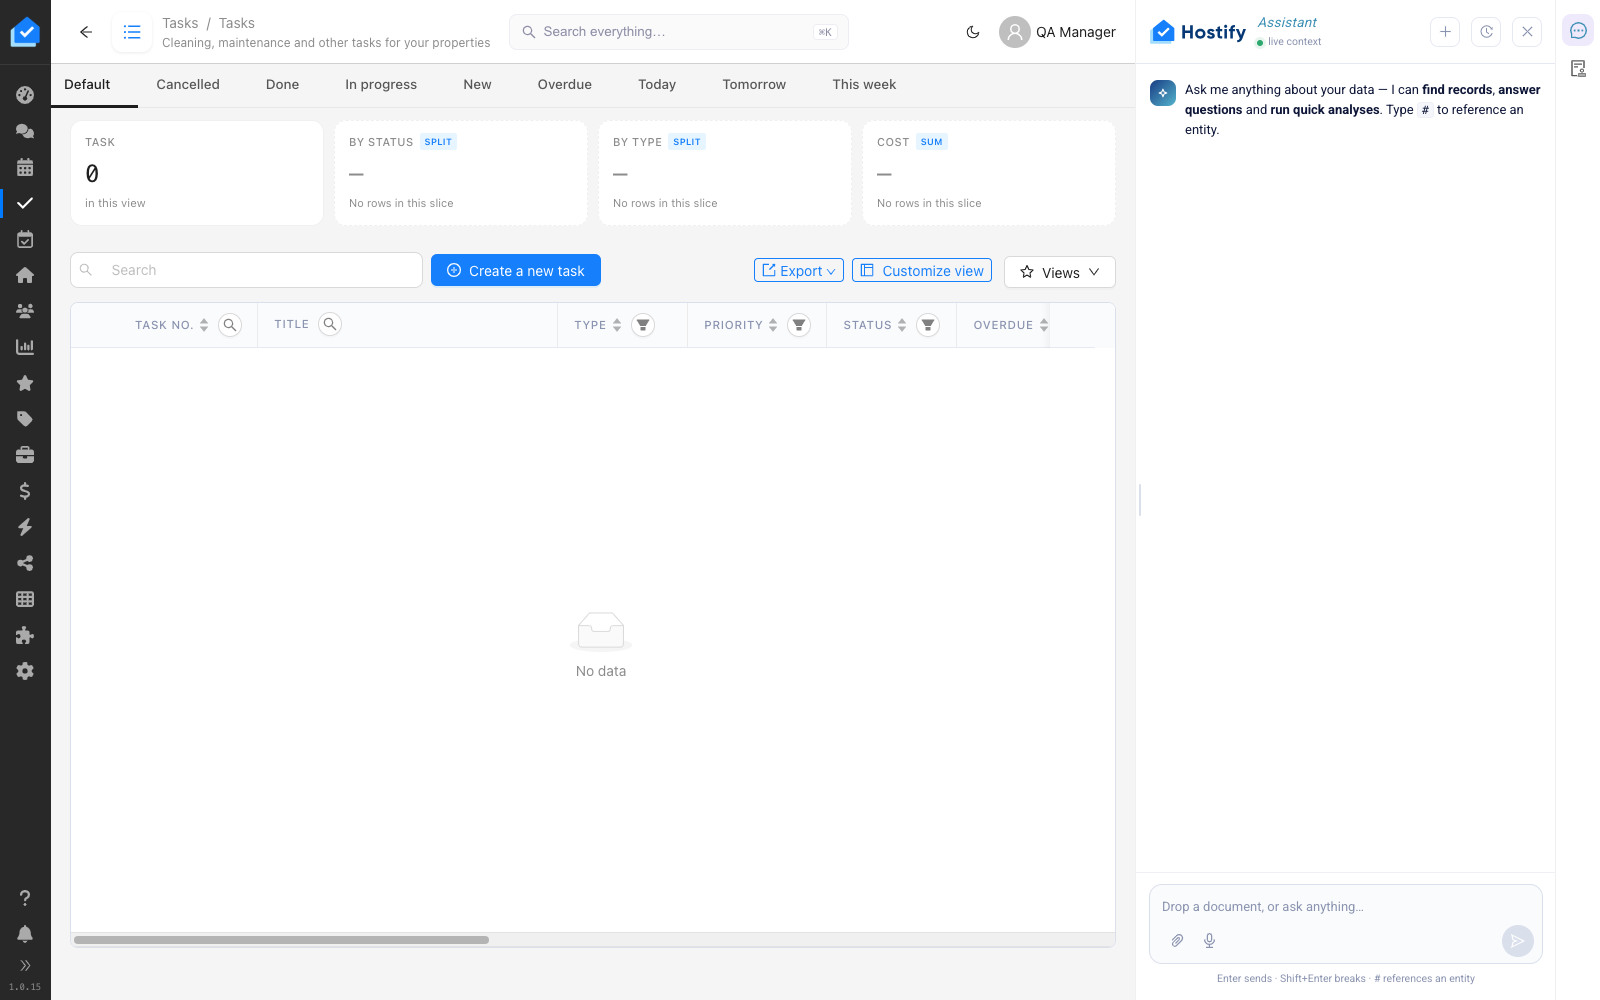 Tasks / Tasks
Cleaning, maintenance and other tasks for your properties
Search everything...
⌘K
QA Manager
Hostify
Assistant
live context
Default
Cancelled
Done
In progress
New
Overdue
Today
Tomorrow
This week
TASK
0
in this view
BY STATUS SPLIT
—
No rows in this slice
BY TYPE SPLIT
—
No rows in this slice
COST SUM
—
No rows in this slice
Ask me anything about your data — I can find records, answer
questions and run quick analyses. Type # to reference an
entity.
Search
Create a new task
Export
Customize view
Views
TASK NO.
TITLE
TYPE
PRIORITY
STATUS
OVERDUE
No data
Drop a document, or ask anything...
Enter sends · Shift+Enter breaks · # references an entity
1.0.15